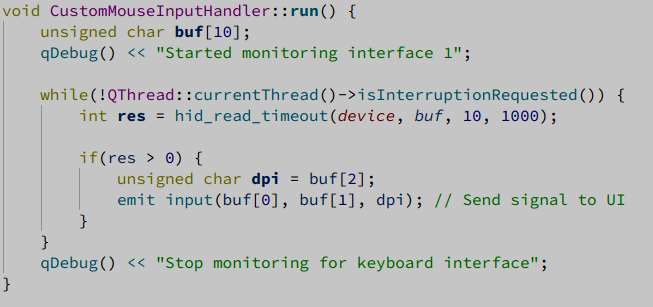 void CustomMouseInputHandler::run() {
    unsigned char buf[10];
    qDebug() << "Started monitoring interface 1";

    while(!QThread::currentThread()->isInterruptionRequested()) {
        int res = hid_read_timeout(device, buf, 10, 1000);

        if(res > 0) {
            unsigned char dpi = buf[2];
            emit input(buf[0], buf[1], dpi); // Send signal to UI
        }
    }
    qDebug() << "Stop monitoring for keyboard interface";
}